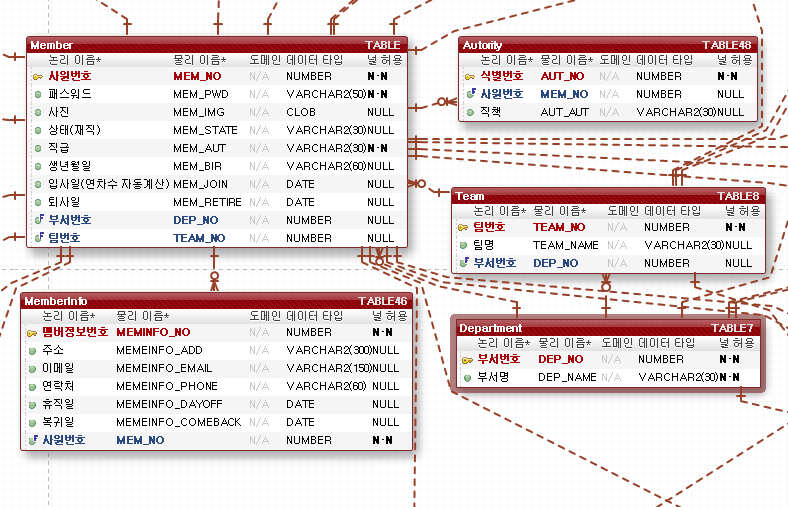 Member TABLE
논리 이름* 물리 이름* 도메인 데이터 타입 널 허용
사원번호 MEM_NO N/A NUMBER N-N
패스워드 MEM_PWD N/A VARCHAR2(50) N-N
사진 MEM_IMG N/A CLOB NULL
상태(재직) MEM_STATE N/A VARCHAR2(30) NULL
직급 MEM_AUT N/A VARCHAR2(30) N-N
생년월일 MEM_BIR N/A VARCHAR2(60) NULL
입사일(연차수 자동계산) MEM_JOIN N/A DATE NULL
퇴사일 MEM_RETIRE N/A DATE NULL
부서번호 DEP_NO N/A NUMBER NULL
팀번호 TEAM_NO N/A NUMBER NULL
Autority TABLE48
논리 이름* 물리 이름* 도메인 데이터 타입 널 허용
식별번호 AUT_NO N/A NUMBER N-N
사원번호 MEM_NO N/A NUMBER NULL
직책 AUT_AUT N/A VARCHAR2(30) NULL
Team TABLE8
논리 이름* 물리 이름* 도메인 데이터 타입 널 허용
팀번호 TEAM_NO N/A NUMBER N-N
팀명 TEAM_NAME N/A VARCHAR2(30) NULL
부서번호 DEP_NO N/A NUMBER NULL
MemberInfo TABLE46
논리 이름* 물리 이름* 도메인 데이터 타입 널 허용
멤버정보번호 MEMINFO_NO N/A NUMBER N-N
주소 MEMEINFO_ADD N/A VARCHAR2(300) NULL
이메일 MEMEINFO_EMAIL N/A VARCHAR2(150) NULL
연락처 MEMEINFO_PHONE N/A VARCHAR2(60) NULL
휴직일 MEMEINFO_DAYOFF N/A DATE NULL
복귀일 MEMEINFO_COMEBACK N/A DATE NULL
사원번호 MEM_NO N/A NUMBER N-N
Department TABLE7
논리 이름* 물리 이름* 도메인 데이터 타입 널 허용
부서번호 DEP_NO N/A NUMBER N-N
부서명 DEP_NAME N/A VARCHAR2(30) N-N